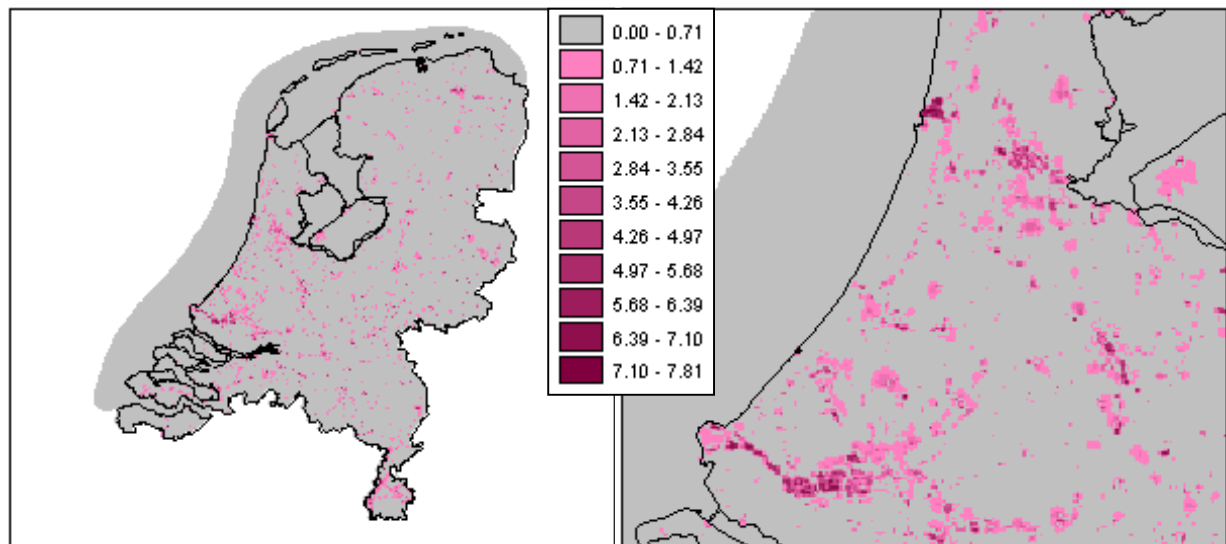 0.00 - 0.71
0.71 - 1.42
1.42 - 2.13
2.13 - 2.84
2.84 - 3.55
3.55 - 4.26
4.26 - 4.97
4.97 - 5.68
5.68 - 6.39
6.39 - 7.10
7.10 - 7.81